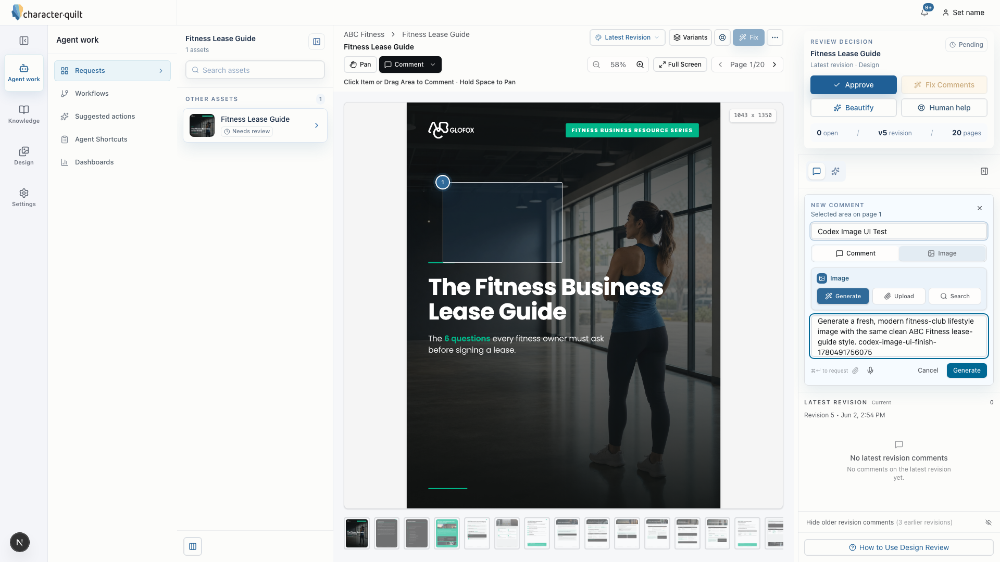 character·quilt
9+
Set name
Agent work
Knowledge
Design
Settings
N
Agent work
Requests
Workflows
Suggested actions
Agent Shortcuts
Dashboards
Fitness Lease Guide
1 assets
Search assets
OTHER ASSETS
1
Fitness Lease Guide
Needs review
ABC Fitness
Fitness Lease Guide
Fitness Lease Guide
Latest Revision
Variants
Fix
Pan
Comment
58%
Full Screen
Page 1/20
Click Item or Drag Area to Comment · Hold Space to Pan
1043 x 1350
ABC GLOFOX
FITNESS BUSINESS RESOURCE SERIES
1
The Fitness Business
Lease Guide
The 6 questions every fitness owner must ask
before signing a lease.
REVIEW DECISION
Pending
Fitness Lease Guide
Latest revision · Design
Approve
Fix Comments
Beautify
Human help
0 open / v5 revision / 20 pages
NEW COMMENT
Selected area on page 1
Codex Image UI Test
Comment
Image
Image
Generate
Upload
Search
Generate a fresh, modern fitness-club lifestyle
image with the same clean ABC Fitness lease-
guide style. codex-image-ui-finish-
1780491756075
⌘↵ to request
Cancel
Generate
LATEST REVISION Current
0
Revision 5 • Jun 2, 2:54 PM
No latest revision comments
No comments on the latest revision
yet.
Hide older revision comments (3 earlier revisions)
How to Use Design Review